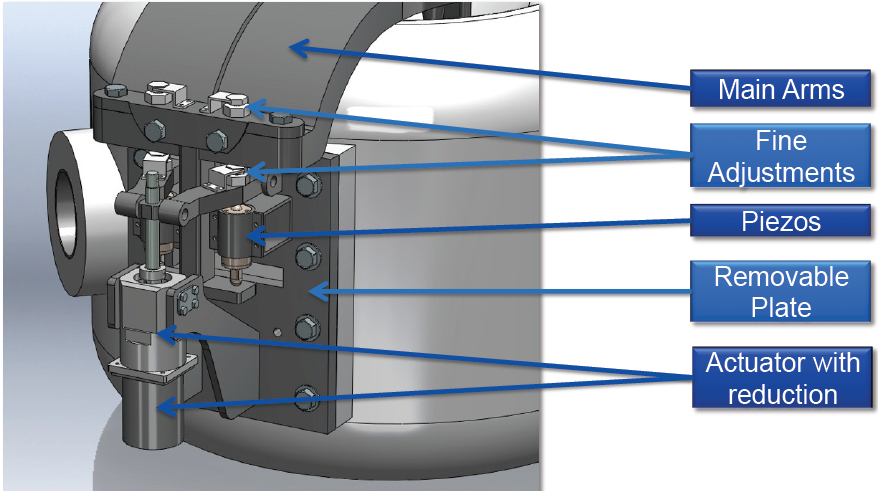 Main Arms
Fine
Adjustments
Piezos
Removable
Plate
Actuator with
reduction